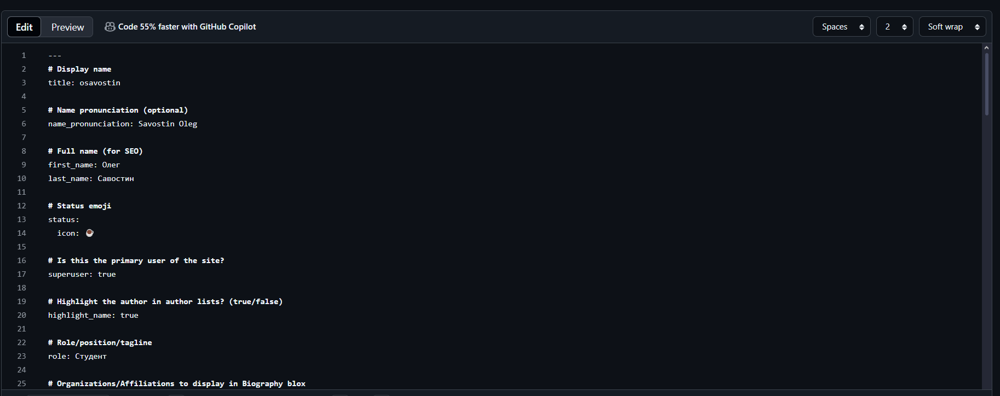 Edit Preview Code 55% faster with GitHub Copilot Spaces 2 Soft wrap
1 ---
2 # Display name
3 title: osavostin
4
5 # Name pronunciation (optional)
6 name_pronunciation: Savostin Oleg
7
8 # Full name (for SEO)
9 first_name: Олег
10 last_name: Савостин
11
12 # Status emoji
13 status:
14   icon: ☕
15
16 # Is this the primary user of the site?
17 superuser: true
18
19 # Highlight the author in author lists? (true/false)
20 highlight_name: true
21
22 # Role/position/tagline
23 role: Студент
24
25 # Organizations/Affiliations to display in Biography blox